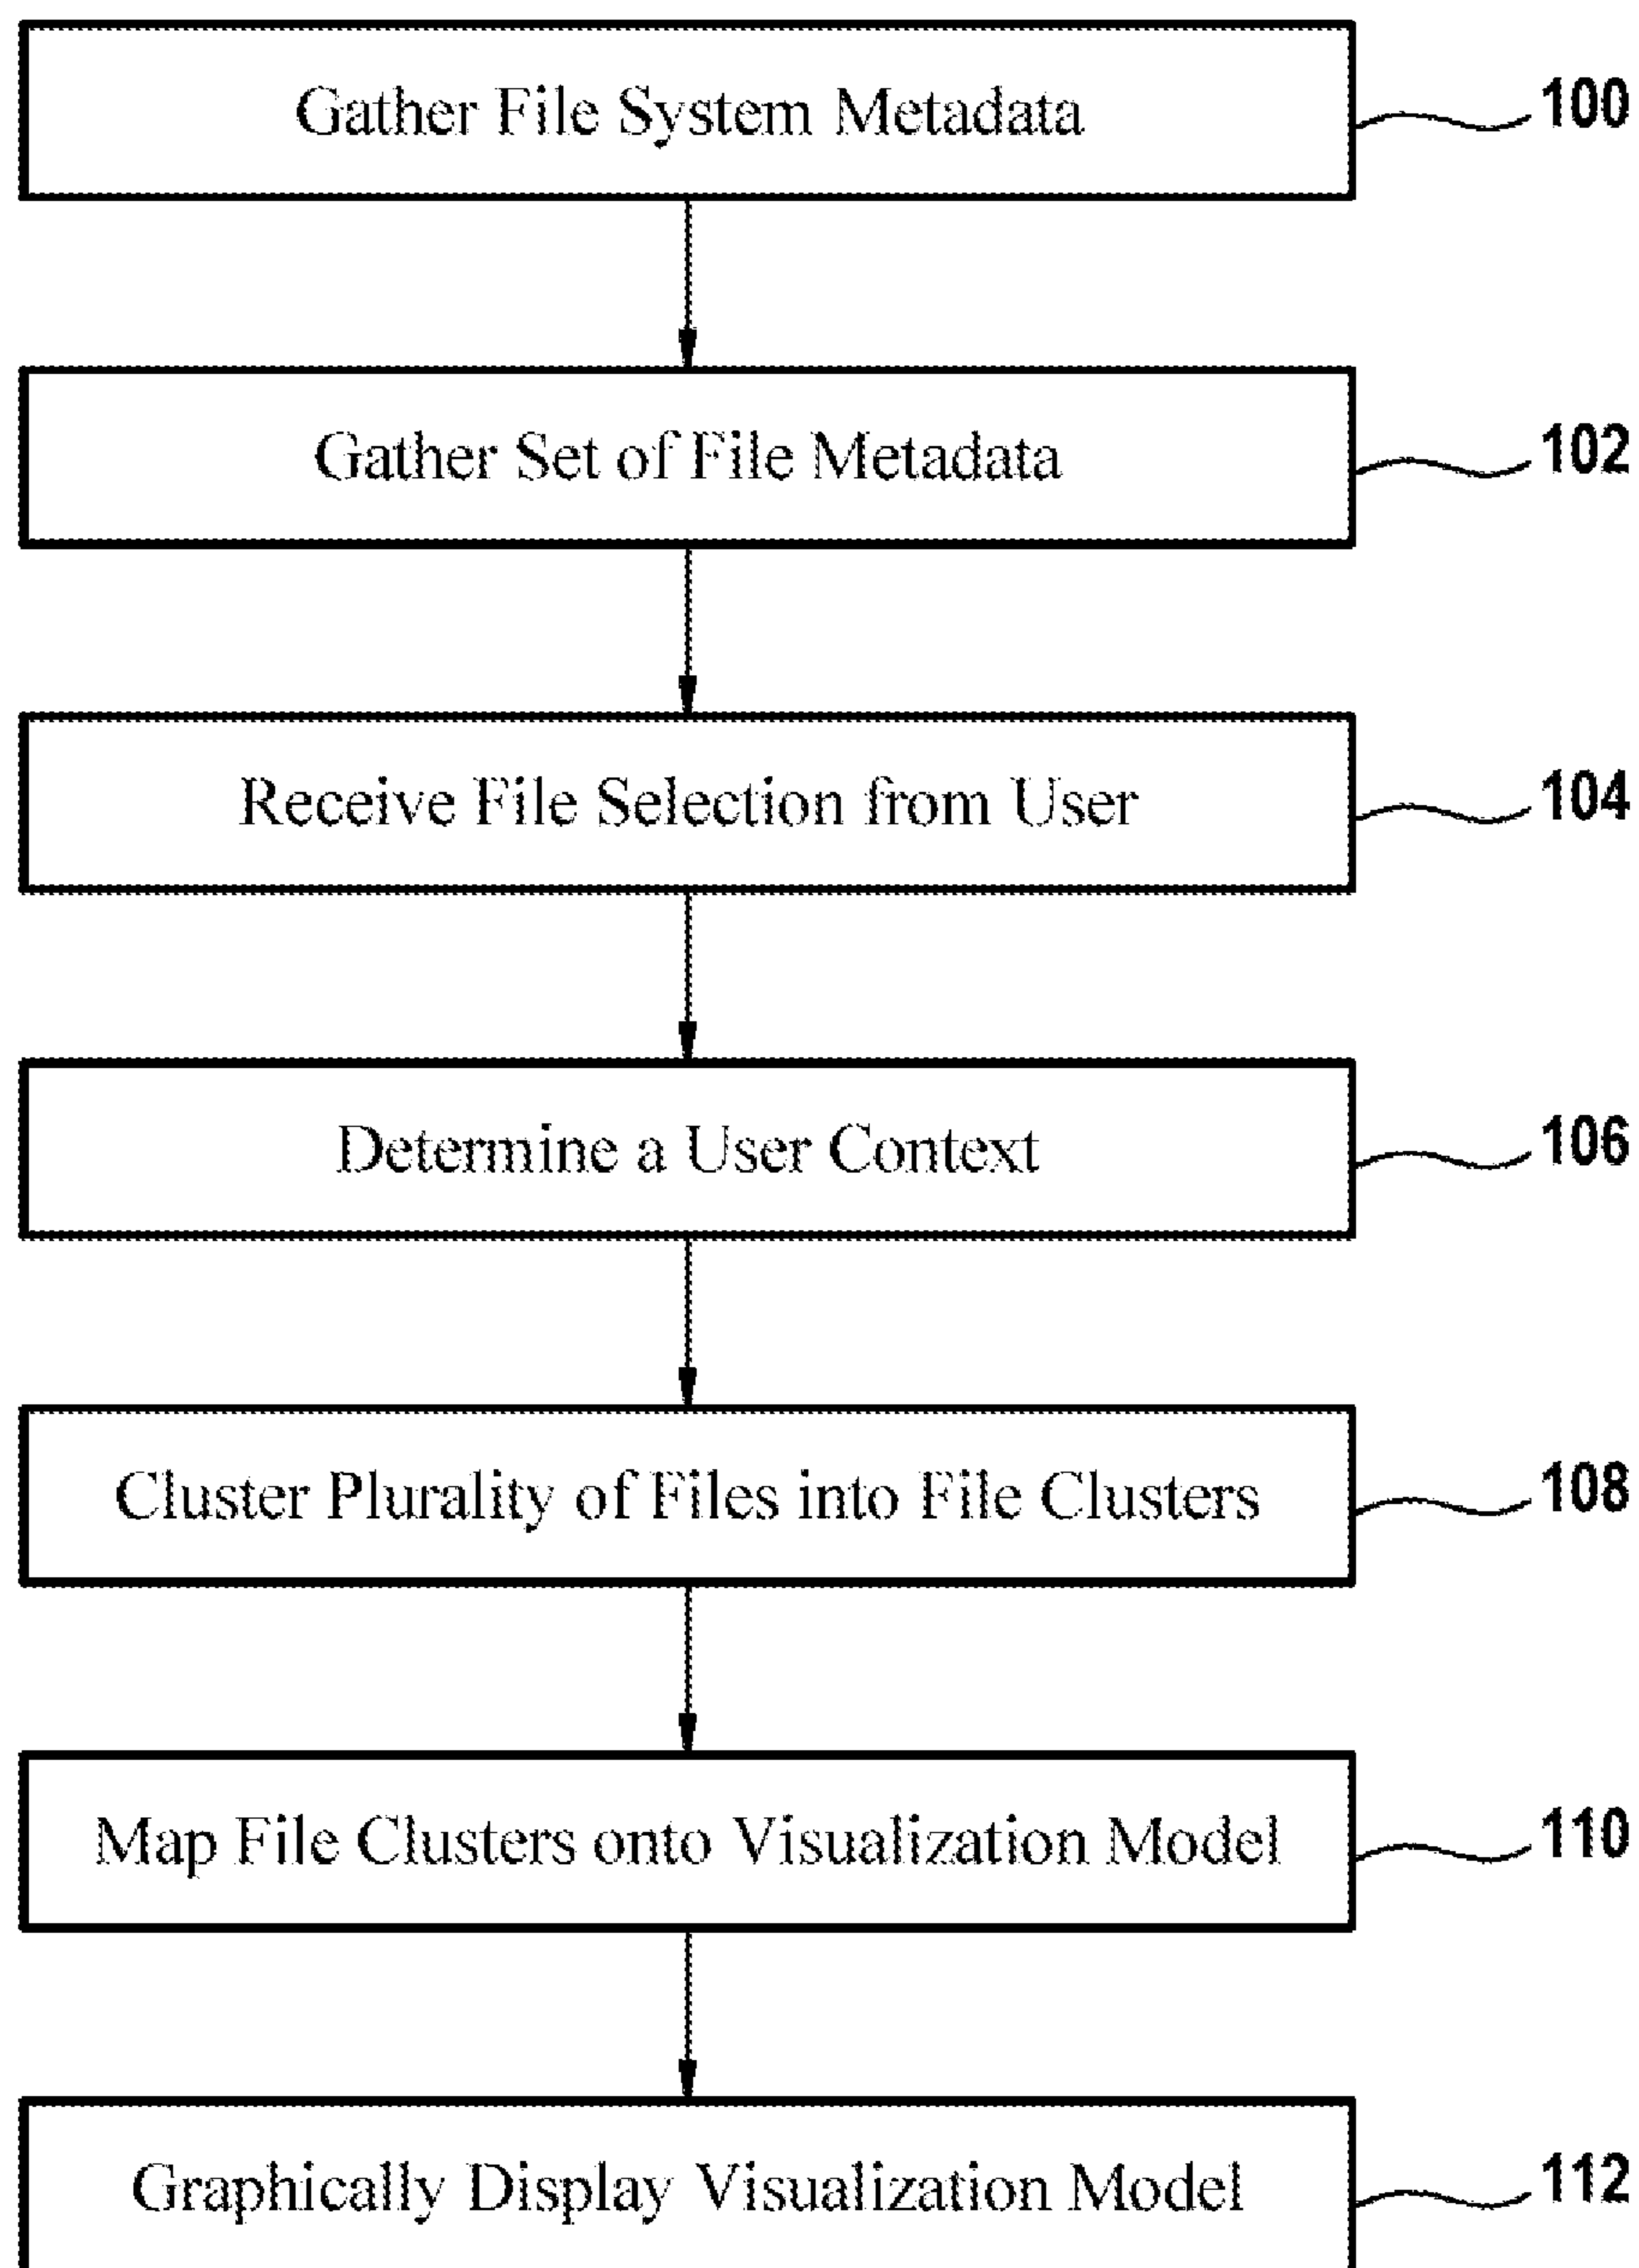 Gather File System Metadata
100
Gather Set of File Metadata
102
Receive File Selection from User
104
Determine a User Context
106
Cluster Plurality of Files into File Clusters
108
Map File Clusters onto Visualization Model
110
Graphically Display Visualization Model
112